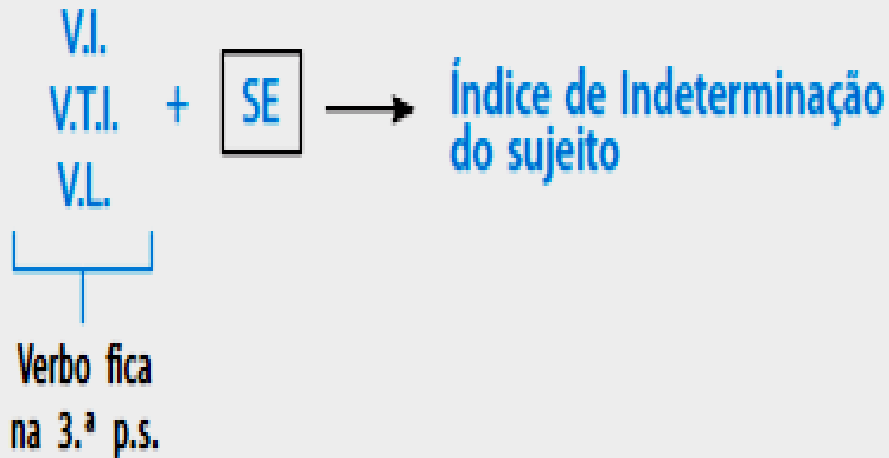 V.I.
V.T.I. + SE → Índice de Indeterminação
do sujeito
V.L.
Verbo fica
na 3.ª p.s.